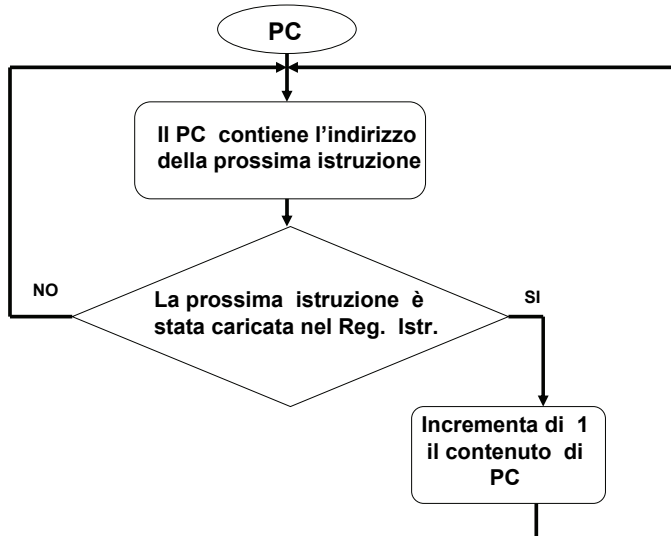 PC
Il PC contiene l'indirizzo
della prossima istruzione
NO
La prossima istruzione è
stata caricata nel Reg. Istr.
SI
Incrementa di 1
il contenuto di
PC